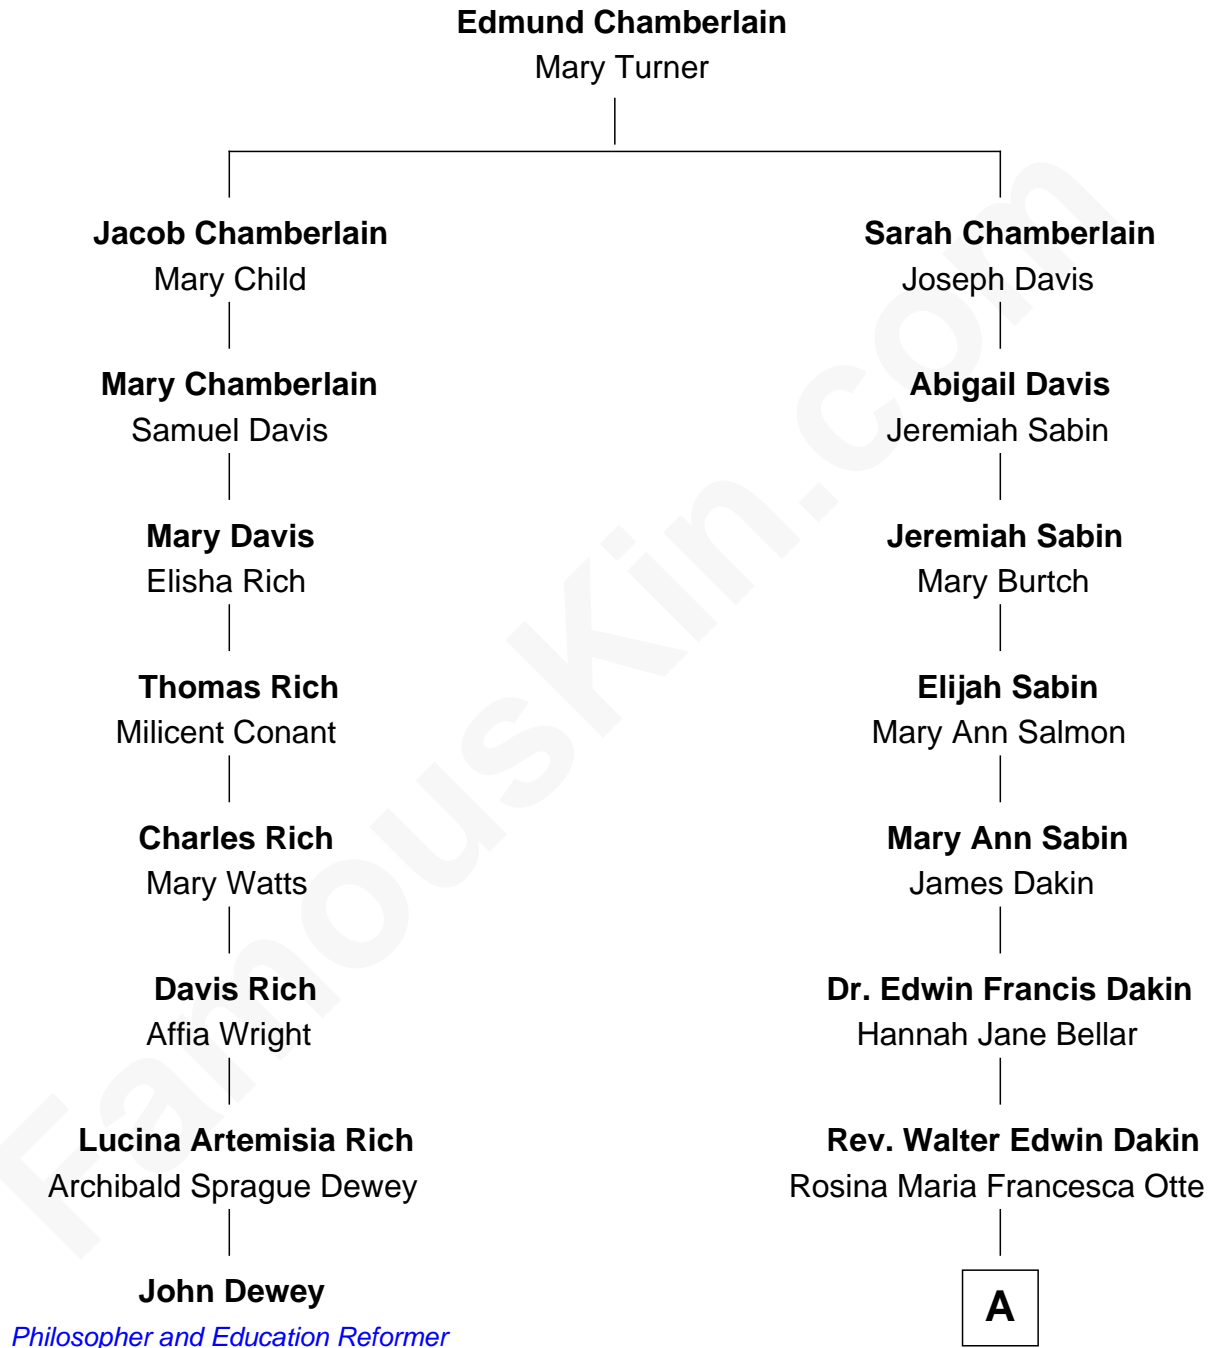 Edmund Chamberlain
Mary Turner
Jacob Chamberlain
Mary Child
Mary Chamberlain
Samuel Davis
Mary Davis
Elisha Rich
Thomas Rich
Milicent Conant
Charles Rich
Mary Watts
Davis Rich
Affia Wright
Lucina Artemisia Rich
Archibald Sprague Dewey
John Dewey
Philosopher and Education Reformer
Sarah Chamberlain
Joseph Davis
Abigail Davis
Jeremiah Sabin
Jeremiah Sabin
Mary Burtch
Elijah Sabin
Mary Ann Salmon
Mary Ann Sabin
James Dakin
Dr. Edwin Francis Dakin
Hannah Jane Bellar
Rev. Walter Edwin Dakin
Rosina Maria Francesca Otte
A
FamousKin.com